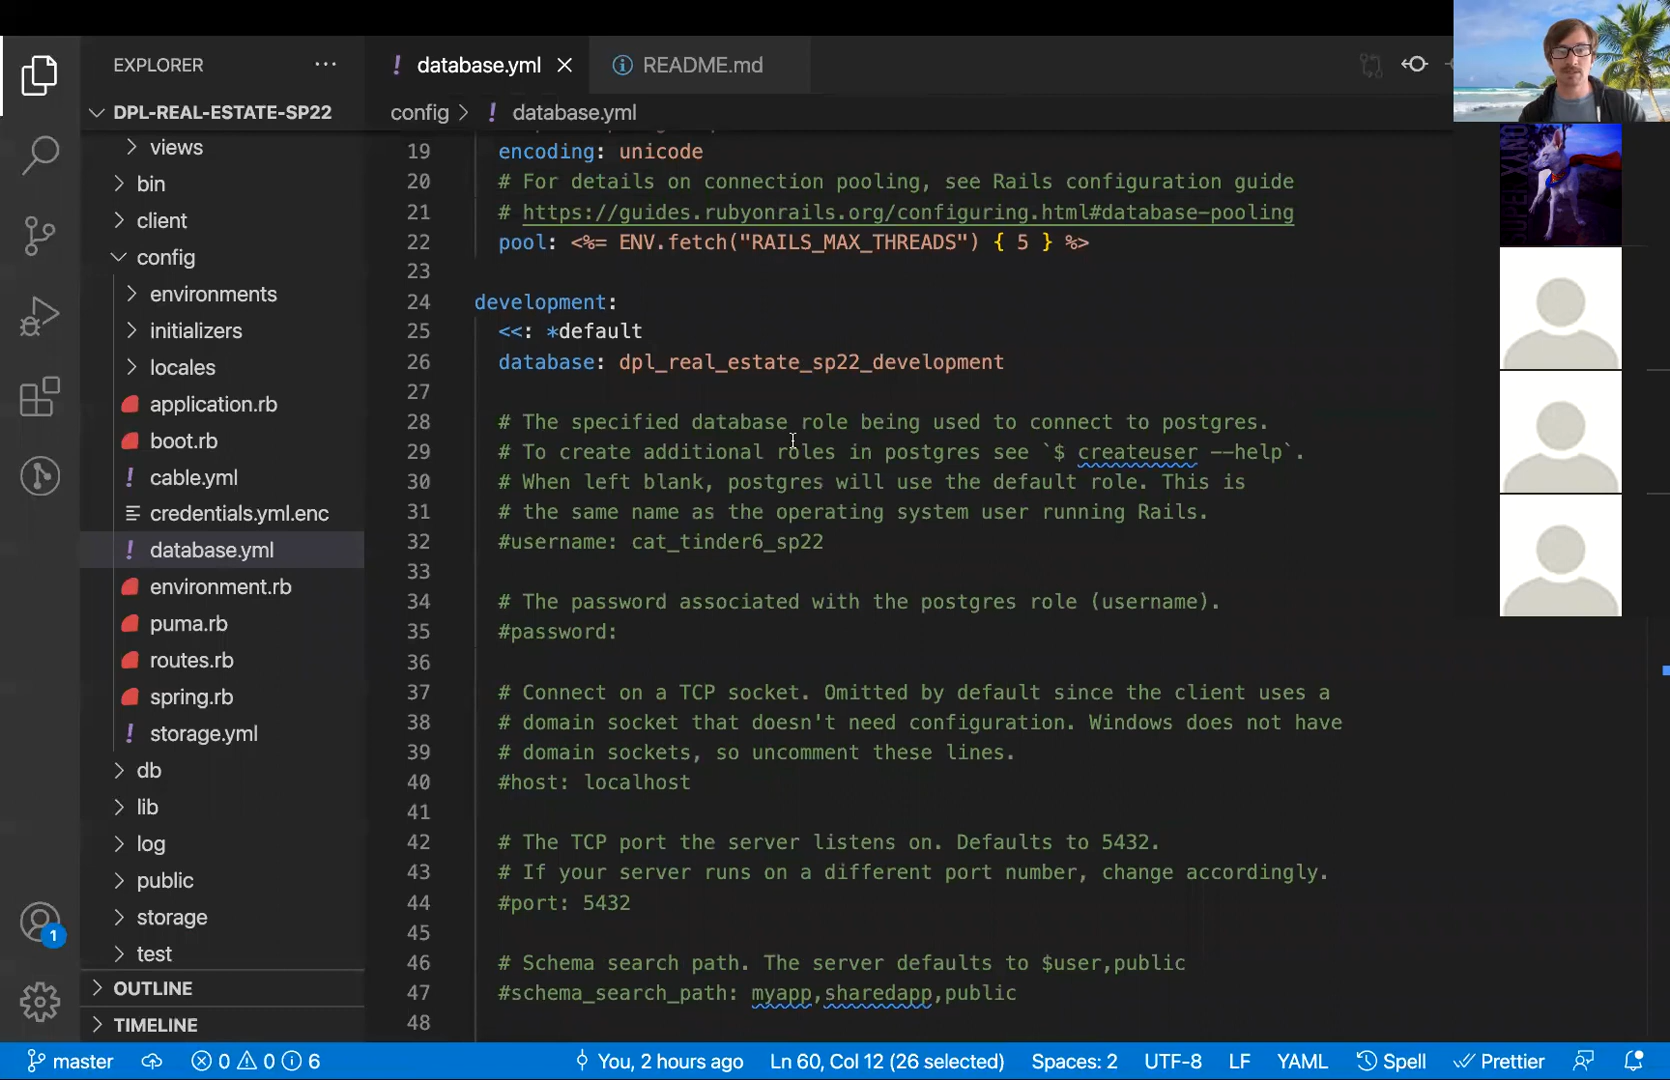 EXPLORER
DPL-REAL-ESTATE-SP22
views
bin
client
config
environments
initializers
locales
application.rb
boot.rb
cable.yml
credentials.yml.enc
database.yml
environment.rb
puma.rb
routes.rb
spring.rb
storage.yml
db
lib
log
public
storage
test
OUTLINE
TIMELINE
! database.yml
README.md
config > ! database.yml
19 encoding: unicode
20 # For details on connection pooling, see Rails configuration guide
21 # https://guides.rubyonrails.org/configuring.html#database-pooling
22 pool: <%= ENV.fetch("RAILS_MAX_THREADS") { 5 } %>
23
24 development:
25 <<: *default
26 database: dpl_real_estate_sp22_development
27
28 # The specified database role being used to connect to postgres.
29 # To create additional roles in postgres see `$ createuser --help`.
30 # When left blank, postgres will use the default role. This is
31 # the same name as the operating system user running Rails.
32 #username: cat_tinder6_sp22
33
34 # The password associated with the postgres role (username).
35 #password:
36
37 # Connect on a TCP socket. Omitted by default since the client uses a
38 # domain socket that doesn't need configuration. Windows does not have
39 # domain sockets, so uncomment these lines.
40 #host: localhost
41
42 # The TCP port the server listens on. Defaults to 5432.
43 # If your server runs on a different port number, change accordingly.
44 #port: 5432
45
46 # Schema search path. The server defaults to $user,public
47 #schema_search_path: myapp,sharedapp,public
48
1
master 0 0 6 You, 2 hours ago Ln 60, Col 12 (26 selected) Spaces: 2 UTF-8 LF YAML Spell Prettier